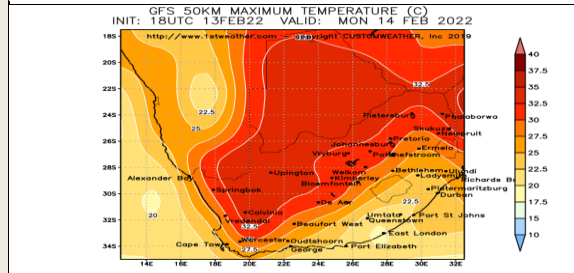 GFS 50KM MAXIMUM TEMPERATURE (C)
INIT: 18UTC 13FEB22 VALID: MON 14 FEB 2022
18S http://www.1stweather.com copyright CUSTOMWEATHER, Inc 2019
40
37.5
35
32.5
30
27.5
25
22.5
20
17.5
15
10
20S
22S
24S
26S
28S
30S
32S
34S
32.5
22.5
25
20
22.5
32.5
27.5
Pietersburg Phalaborwa
Skukuza
Nelspruit
Johannesburg Pretoria
Vryburg Potchefstroom Ermelo
Welkom Bethlehem Ulundi
Upington Kimberley Ladysmith Richards Ba
Alexander Bay Bloemfontein
Springbok Pietermaritzburg
Durban
De Aar
Calvinia
Vredendal Umtata Port St Johns
Beaufort West Queenstown
East London
Cape Town Worcester Oudtshoorn
George Port Elizabeth
14E 16E 18E 20E 22E 24E 26E 28E 30E 32E